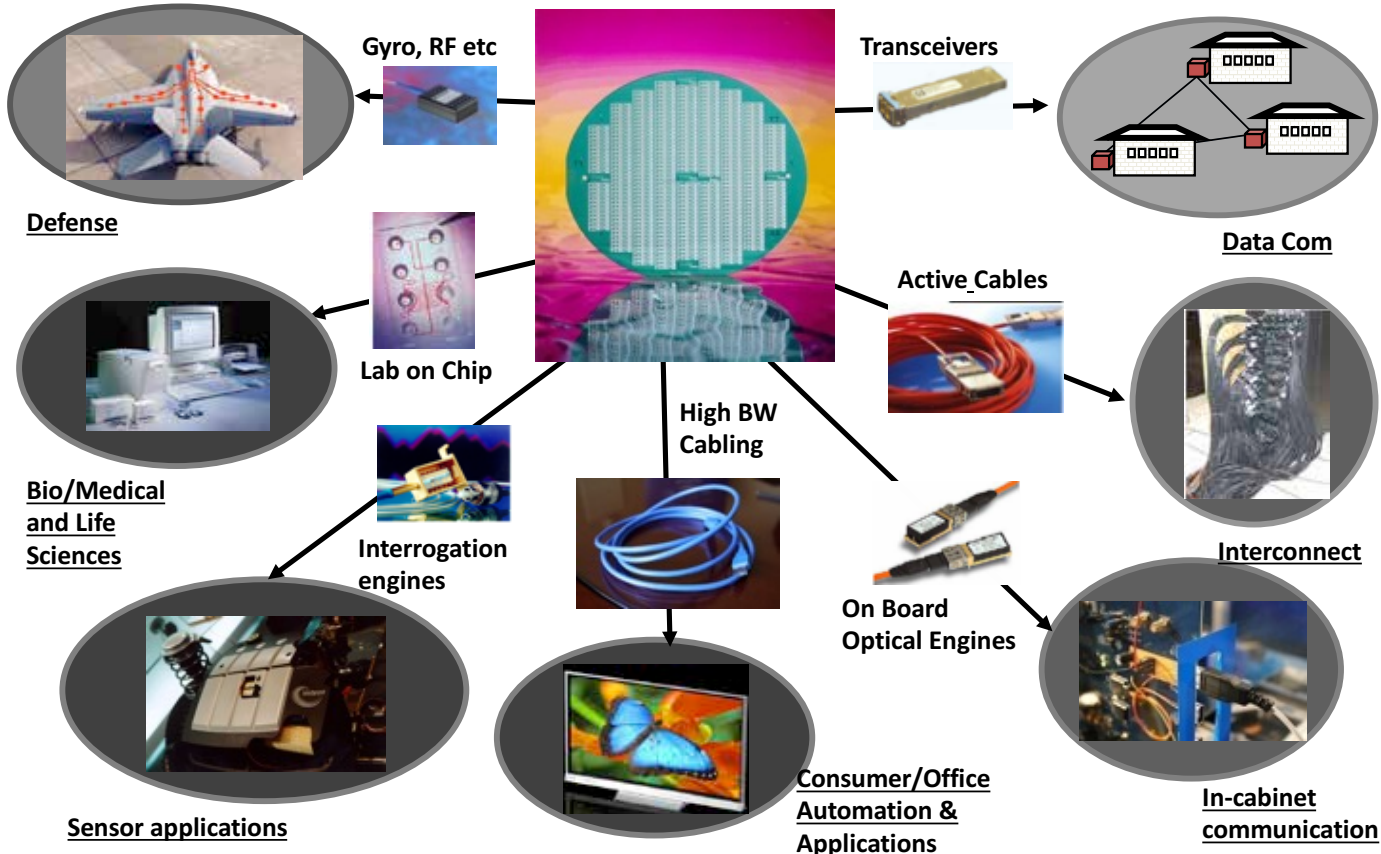 Gyro, RF etc
Transceivers
Defense
Data Com
Active Cables
Lab on Chip
High BW
Cabling
Bio/Medical
and Life
Sciences
Interrogation
engines
Interconnect
On Board
Optical Engines
Sensor applications
Consumer/Office
Automation &
Applications
In-cabinet
communication